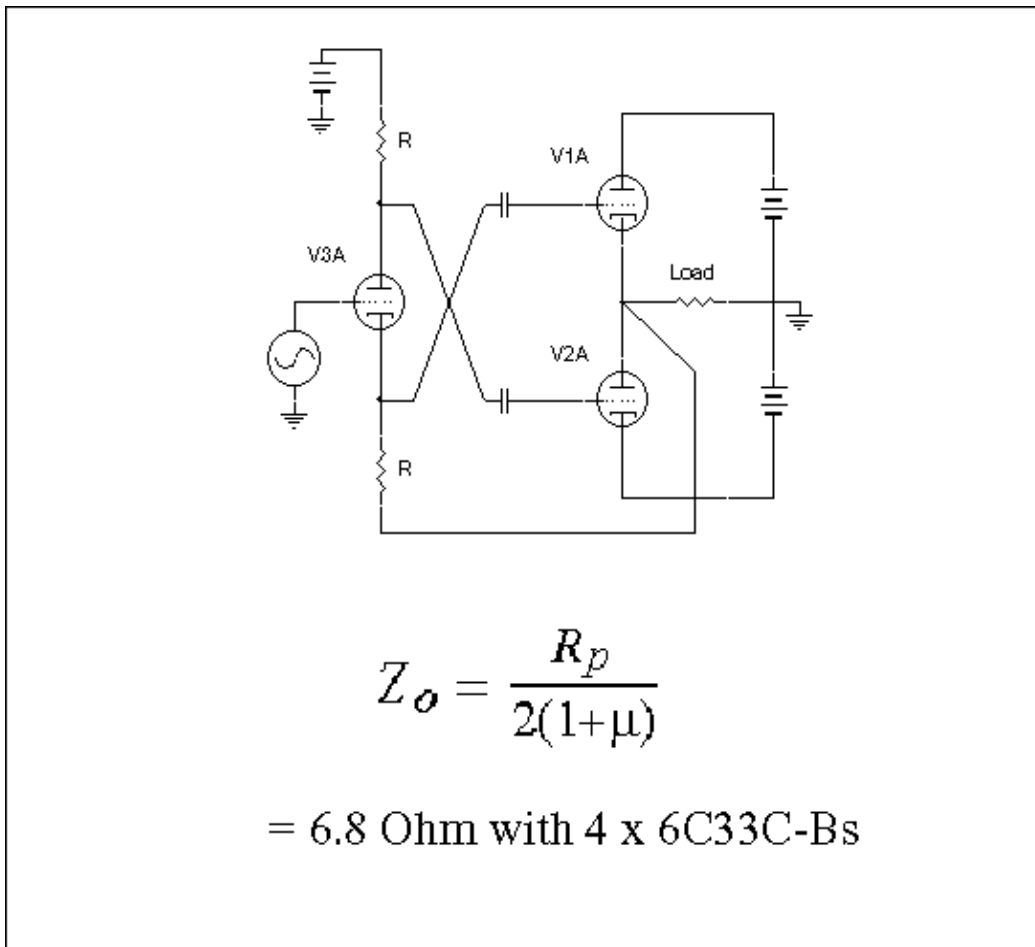 R
V1A
V3A
Load
V2A
R
Zo = Rp / 2(1+μ)
= 6.8 Ohm with 4 x 6C33C-Bs